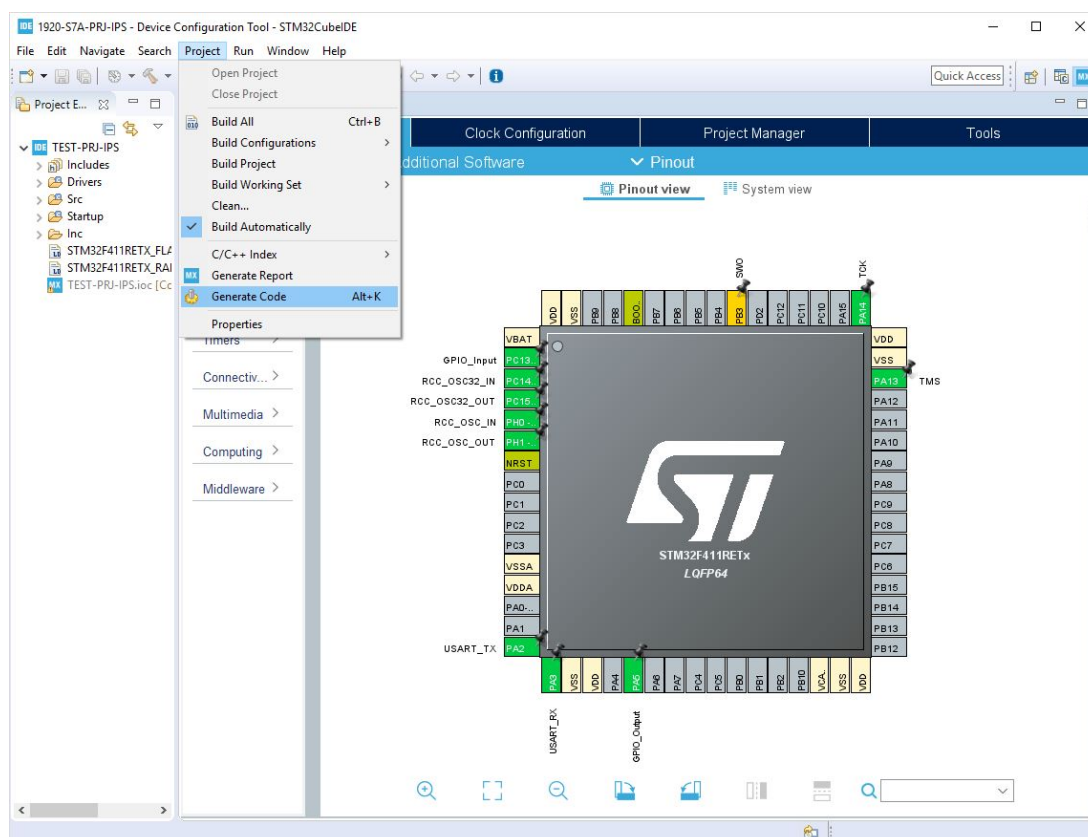 1920-S7A-PRJ-IPS - Device Configuration Tool - STM32CubeIDE
File Edit Navigate Search Project Run Window Help
Quick Access
Project E...
TEST-PRJ-IPS
Includes
Drivers
Src
Startup
Inc
STM32F411RETX_FLA
STM32F411RETX_RAI
TEST-PRJ-IPS.ioc [Cc
Open Project
Close Project
Build All Ctrl+B
Build Configurations
Build Project
Build Working Set
Clean...
Build Automatically
C/C++ Index
Generate Report
Generate Code Alt+K
Properties
Timers
Connectiv...
Multimedia
Computing
Middleware
Clock Configuration Project Manager Tools
dditional Software Pinout
Pinout view System view
SWO TCK
VDD VSS PB9 PB8 BOO.. PB7 PB6 PB5 PB4 PB3 PD2 PC12 PC11 PC10 PA15 PA14
VBAT VDD
GPIO_Input PC13.. VSS
RCC_OSC32_IN PC14.. PA13 TMS
RCC_OSC32_OUT PC15.. PA12
RCC_OSC_IN PH0 -.. PA11
RCC_OSC_OUT PH1 -.. PA10
NRST PA9
PC0 PA8
PC1 PC9
PC2 PC8
PC3 PC7
VSSA PC6
VDDA PB15
PA0-.. PB14
PA1 PB13
USART_TX PA2 PB12
ST
STM32F411RETx
LQFP64
PA3 VSS VDD PA4 PA5 PA6 PA7 PC4 PC5 PB0 PB1 PB2 PB10 VCA.. VSS VDD
USART_RX GPIO_Output